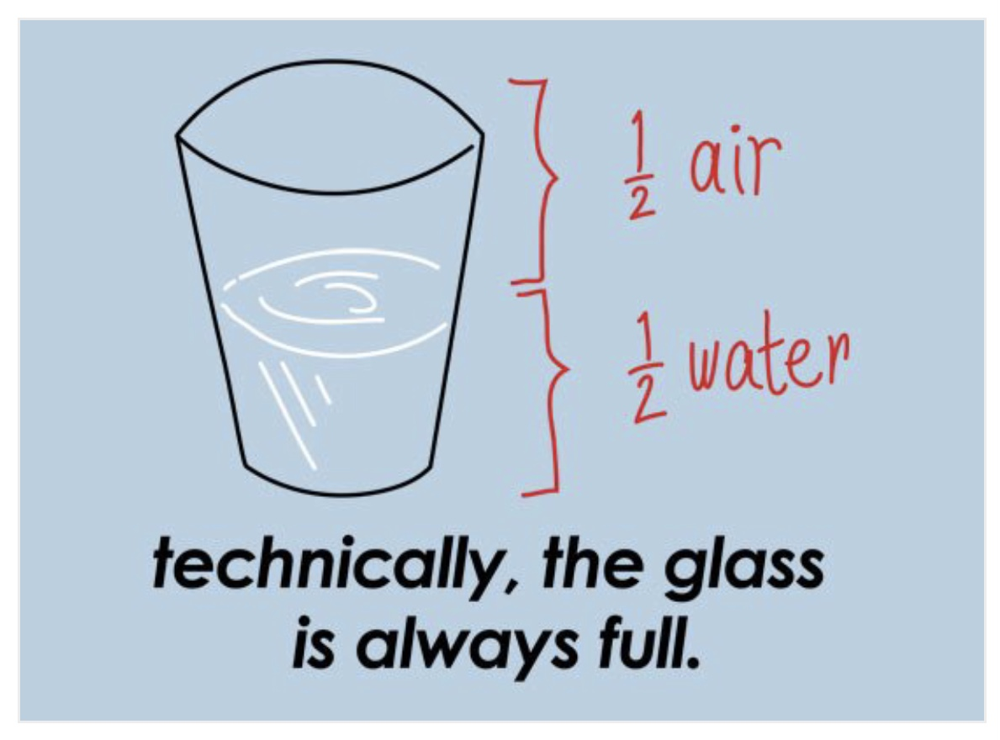 ½ air
½ water
technically, the glass
is always full.